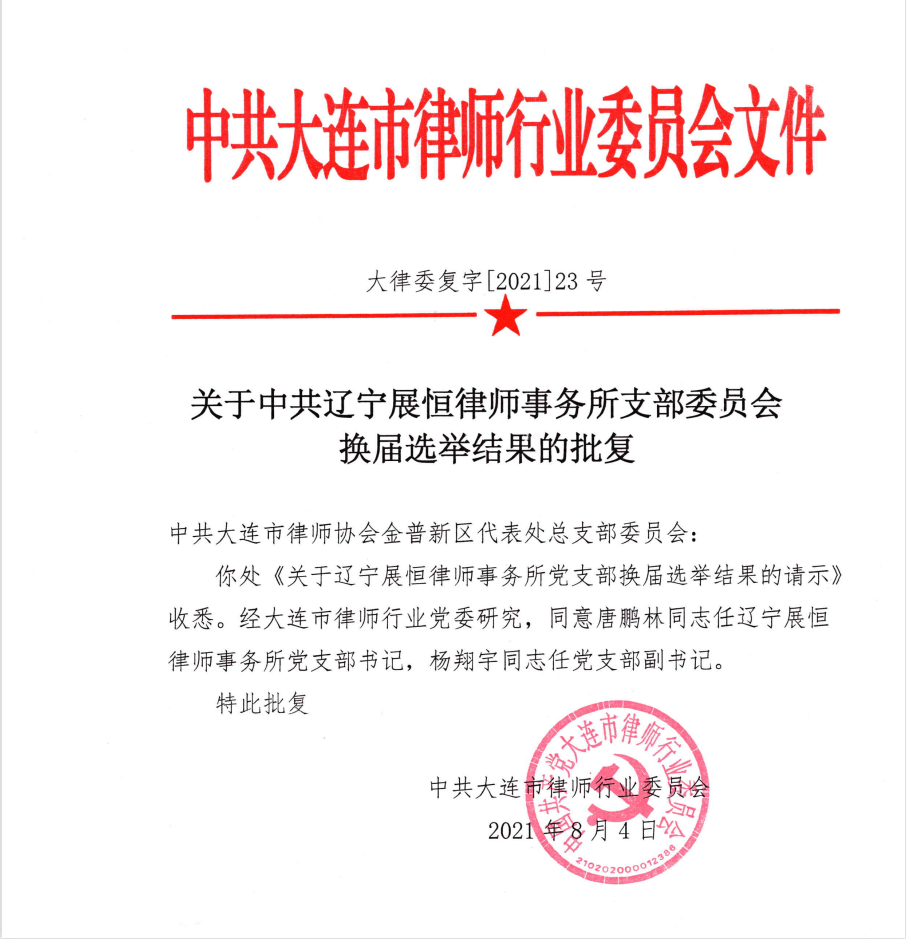 中共大连市律师行业委员会文件
大律委复字[2021]23 号
关于中共辽宁展恒律师事务所支部委员会
换届选举结果的批复
中共大连市律师协会金普新区代表处总支部委员会：
你处《关于辽宁展恒律师事务所党支部换届选举结果的请示》
收悉。经大连市律师行业党委研究，同意唐鹏林同志任辽宁展恒
律师事务所党支部书记，杨翔宇同志任党支部副书记。
特此批复
中共大连市律师行业委员会
2021 年 8 月 4 日
中国共产党大连市律师行业委员会
210202000012386